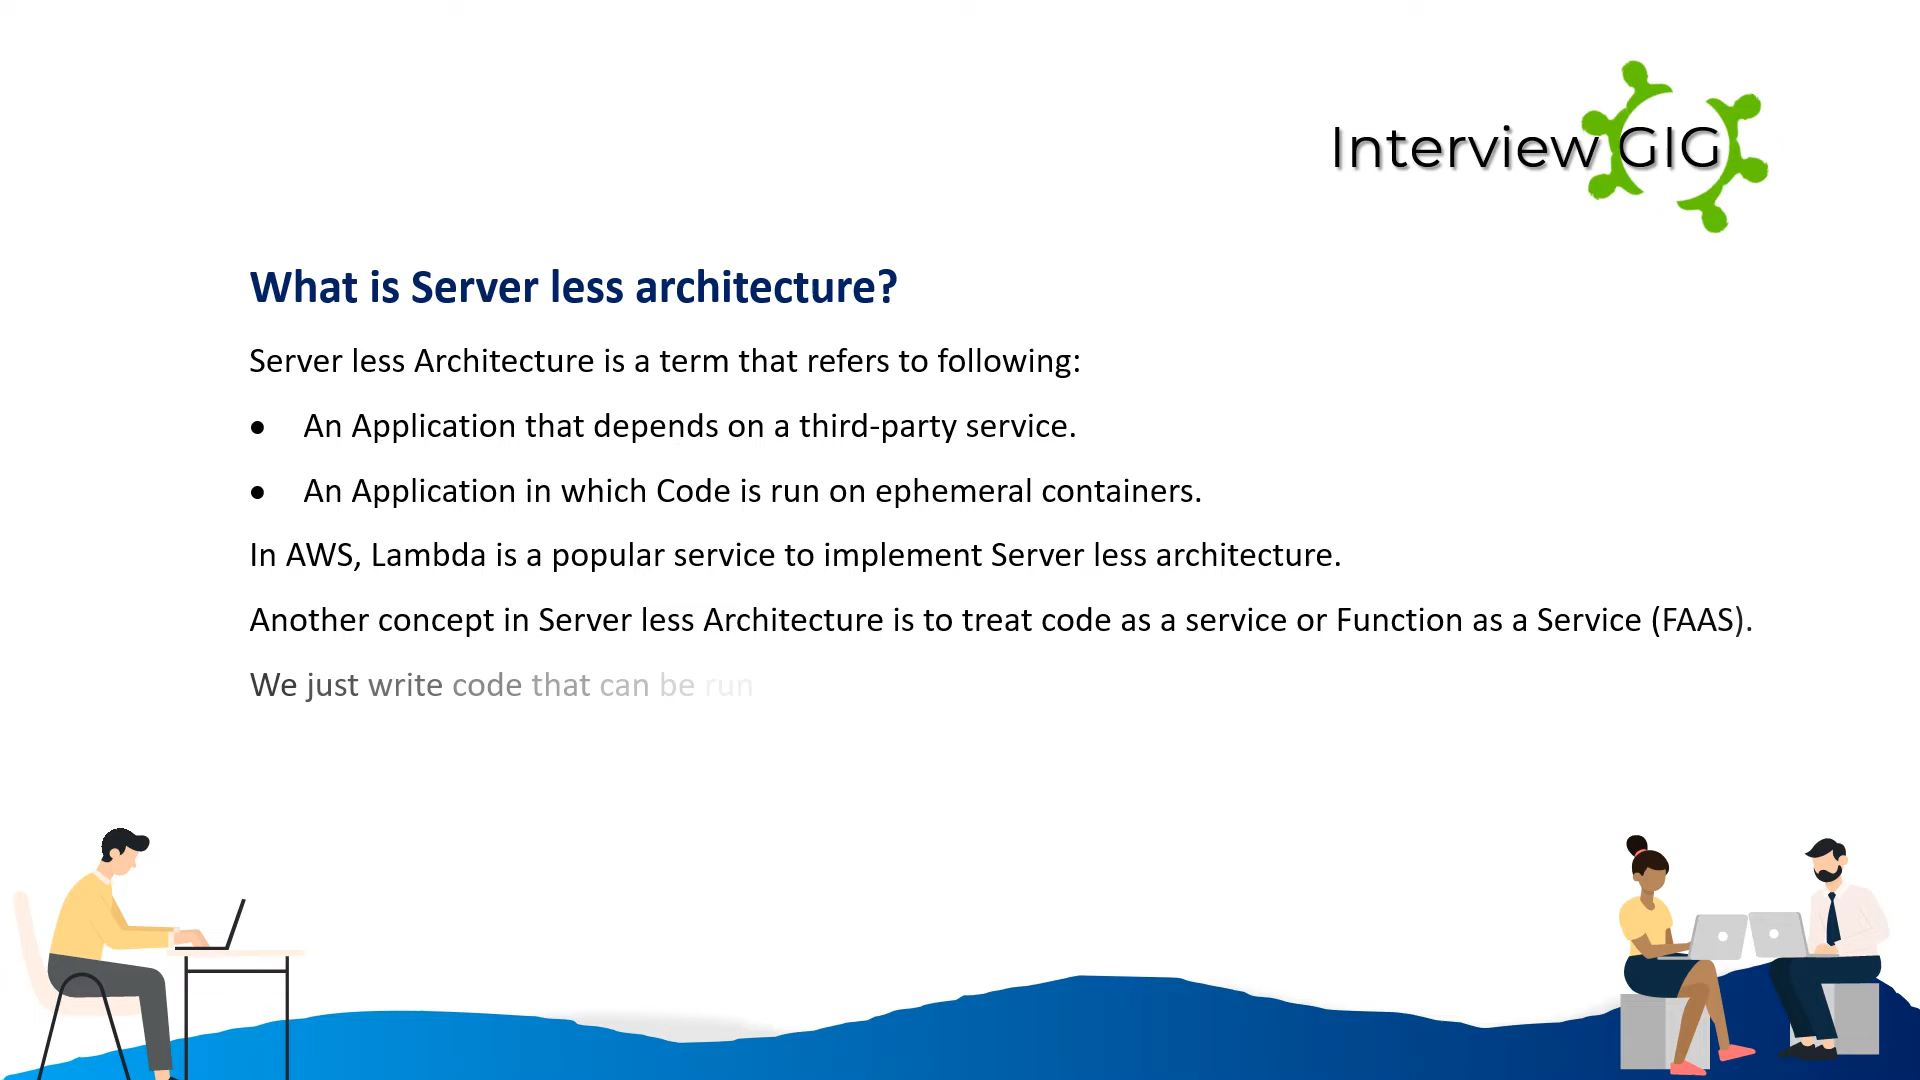 Interview GIG
What is Server less architecture?
Server less Architecture is a term that refers to following:
• An Application that depends on a third-party service.
• An Application in which Code is run on ephemeral containers.
In AWS, Lambda is a popular service to implement Server less architecture.
Another concept in Server less Architecture is to treat code as a service or Function as a Service (FAAS).
We just write code that can be run